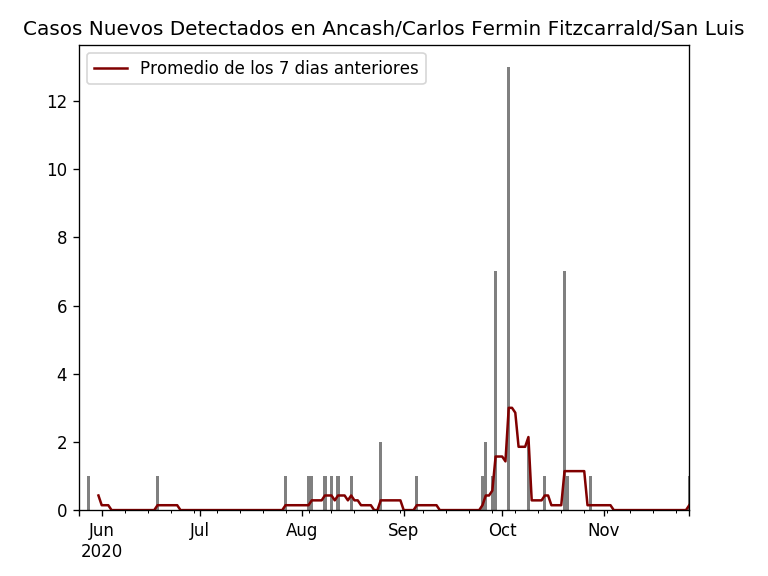 Casos Nuevos Detectados en Ancash/Carlos Fermin Fitzcarrald/San Luis
Promedio de los 7 dias anteriores
12
10
8
6
4
2
0
Jun Jul Aug Sep Oct Nov
2020